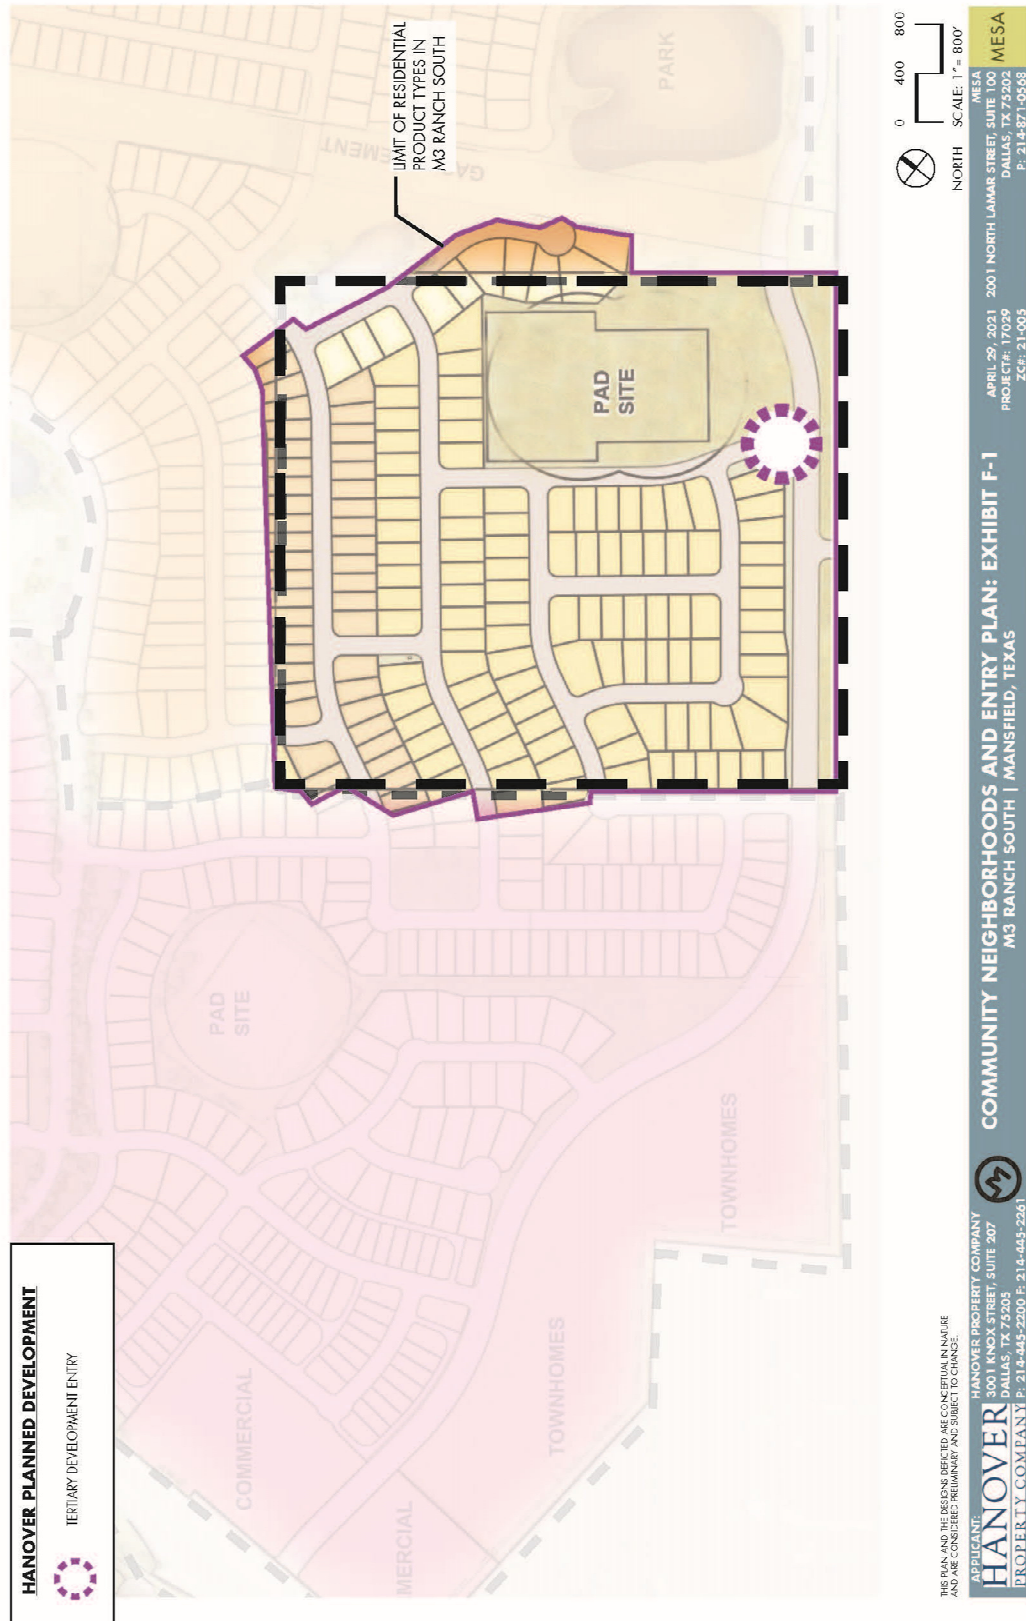 HANOVER PLANNED DEVELOPMENT
TERTIARY DEVELOPMENT ENTRY
LIMIT OF RESIDENTIAL
PRODUCT TYPES IN
M3 RANCH SOUTH
GAS
EASEMENT
PARK
PAD
SITE
PAD
SITE
COMMERCIAL
MERCIAL
TOWNHOMES
TOWNHOMES
0 400 800
NORTH SCALE: 1" = 800'
THIS PLAN AND THE DESIGNS DEPICTED ARE CONCEPTUAL IN NATURE
AND ARE CONSIDERED PRELIMINARY AND SUBJECT TO CHANGE.
APPLICANT:
HANOVER
PROPERTY COMPANY
HANOVER PROPERTY COMPANY
3001 KNOX STREET, SUITE 207
DALLAS, TX 75205
P: 214-445-2200 F: 214-445-2261
COMMUNITY NEIGHBORHOODS AND ENTRY PLAN: EXHIBIT F-1
M3 RANCH SOUTH | MANSFIELD, TEXAS
APRIL 29, 2021
PROJECT#: 17029
ZC#: 21-005
MESA
2001 NORTH LAMAR STREET, SUITE 100
DALLAS, TX 75202
P: 214-871-0568
MESA